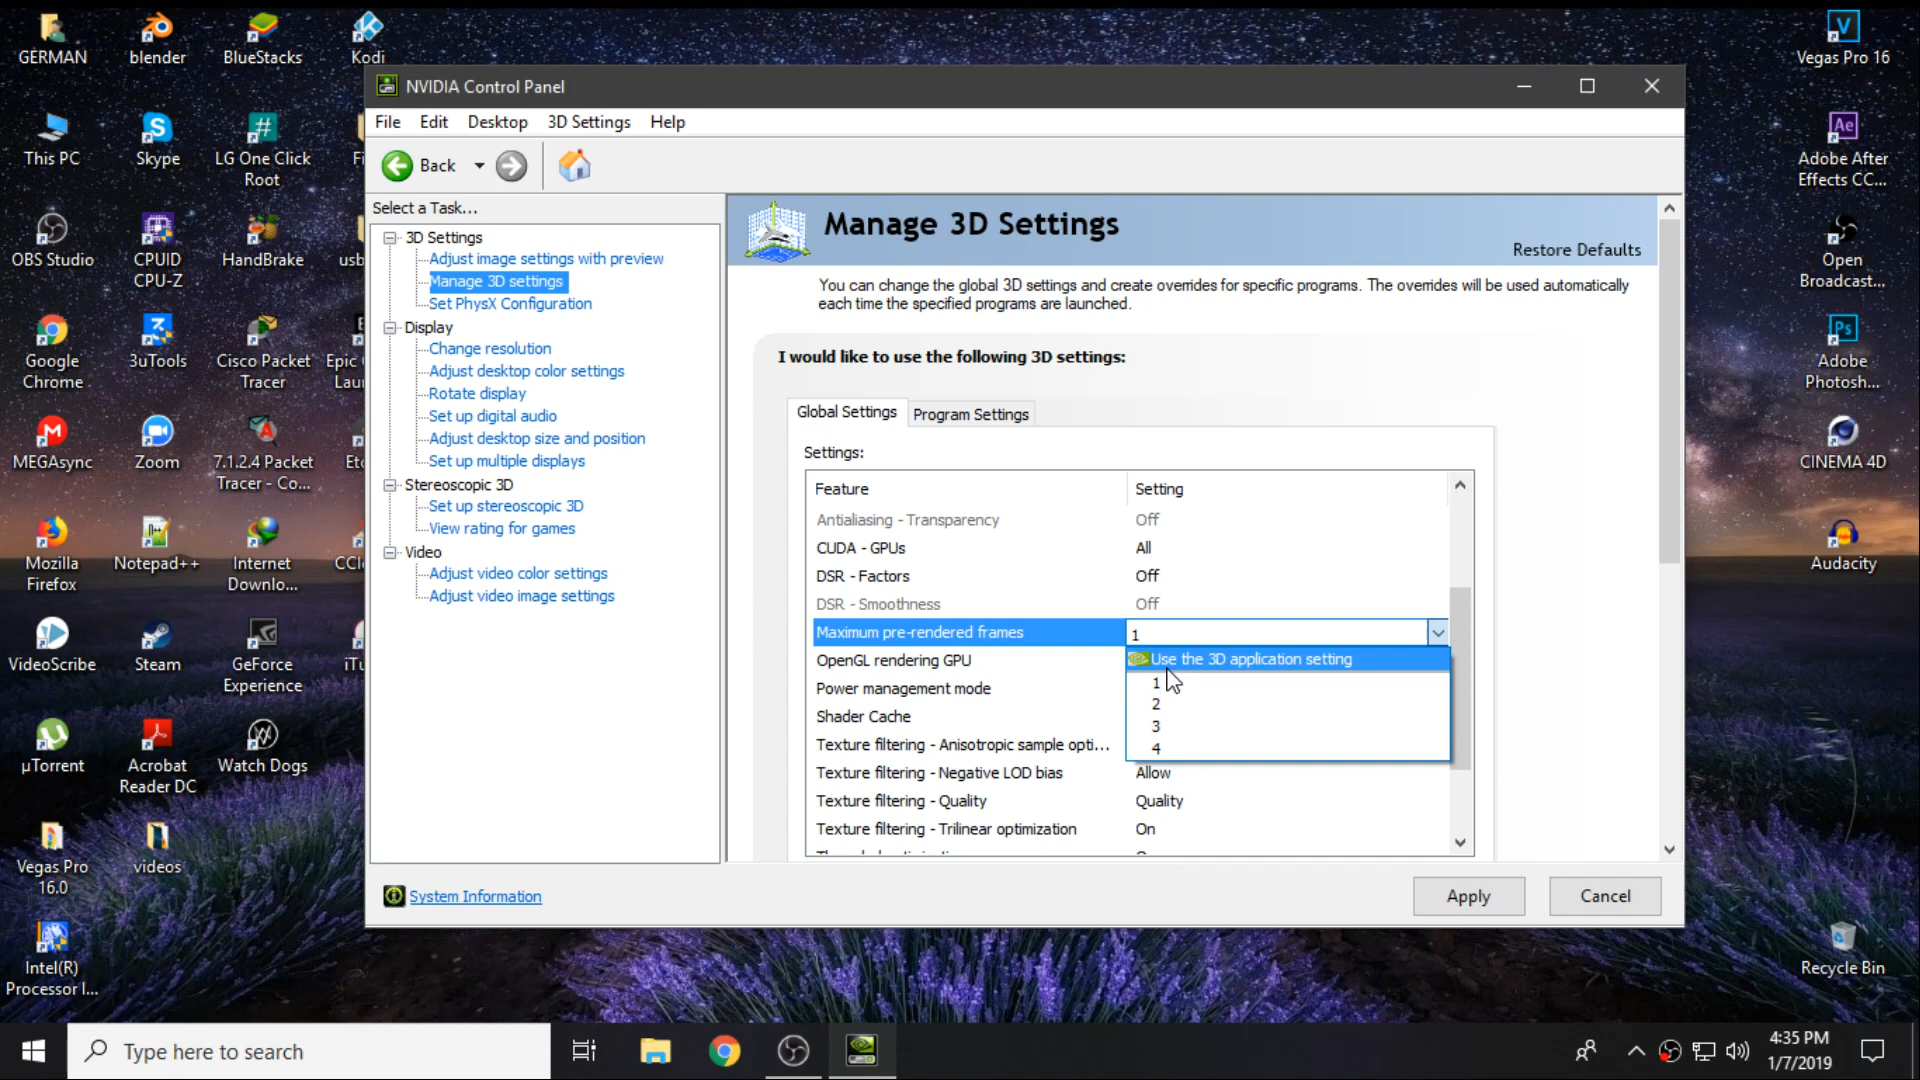 GERMAN
blender
BlueStacks
Kodi
This PC
Skype
LG One Click
Root
OBS Studio
CPUID
CPU-Z
HandBrake
usb
Google
Chrome
3uTools
Cisco Packet
Tracer
Epic
Lau
MEGAsync
Zoom
7.1.2.4 Packet
Tracer - Co...
Mozilla
Firefox
Notepad++
Internet
Downlo...
VideoScribe
Steam
GeForce
Experience
µTorrent
Acrobat
Reader DC
Watch Dogs
Vegas Pro
16.0
videos
Intel(R)
Processor I...
NVIDIA Control Panel
File Edit Desktop 3D Settings Help
Back
Select a Task...
3D Settings
Adjust image settings with preview
Manage 3D settings
Set PhysX Configuration
Display
Change resolution
Adjust desktop color settings
Rotate display
Set up digital audio
Adjust desktop size and position
Set up multiple displays
Stereoscopic 3D
Set up stereoscopic 3D
View rating for games
Video
Adjust video color settings
Adjust video image settings
System Information
Manage 3D Settings
Restore Defaults
You can change the global 3D settings and create overrides for specific programs. The overrides will be used automatically
each time the specified programs are launched.
I would like to use the following 3D settings:
Global Settings Program Settings
Settings:
Feature Setting
Antialiasing - Transparency Off
CUDA - GPUs All
DSR - Factors Off
DSR - Smoothness Off
Maximum pre-rendered frames 1
Use the 3D application setting
1
2
3
4
OpenGL rendering GPU
Power management mode
Shader Cache
Texture filtering - Anisotropic sample opti...
Texture filtering - Negative LOD bias Allow
Texture filtering - Quality Quality
Texture filtering - Trilinear optimization On
Apply Cancel
Vegas Pro 16
Adobe After
Effects CC...
Open
Broadcast...
Adobe
Photosh...
CINEMA 4D
Audacity
Recycle Bin
Type here to search
4:35 PM
1/7/2019